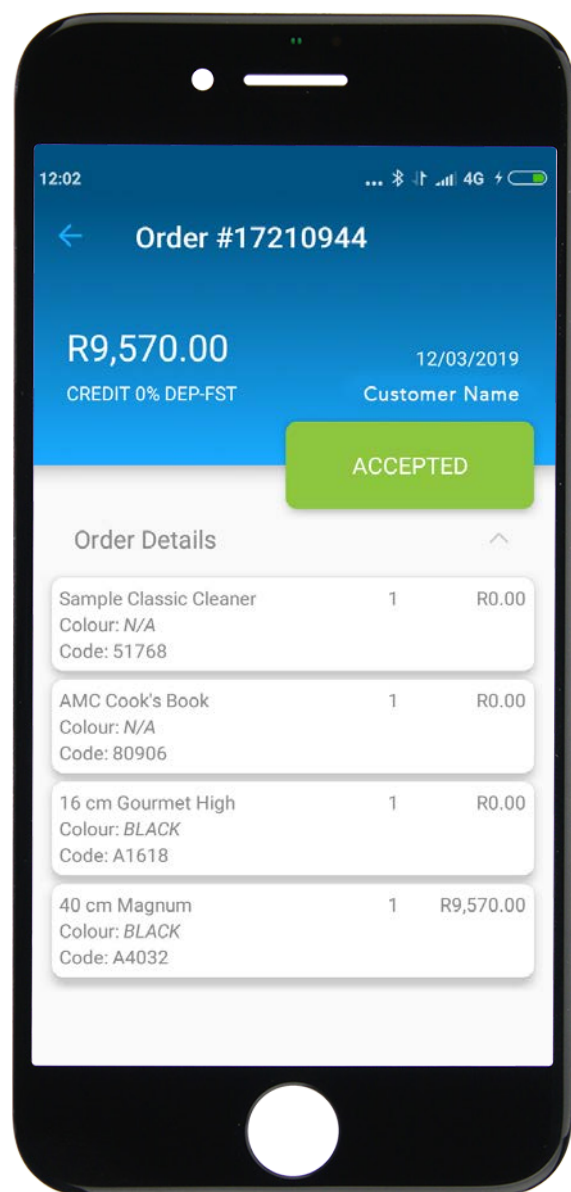 12:02 ... 4G
Order #17210944
R9,570.00
12/03/2019
CREDIT 0% DEP-FST
Customer Name
ACCEPTED
Order Details
Sample Classic Cleaner 1 R0.00
Colour: N/A
Code: 51768
AMC Cook's Book 1 R0.00
Colour: N/A
Code: 80906
16 cm Gourmet High 1 R0.00
Colour: BLACK
Code: A1618
40 cm Magnum 1 R9,570.00
Colour: BLACK
Code: A4032